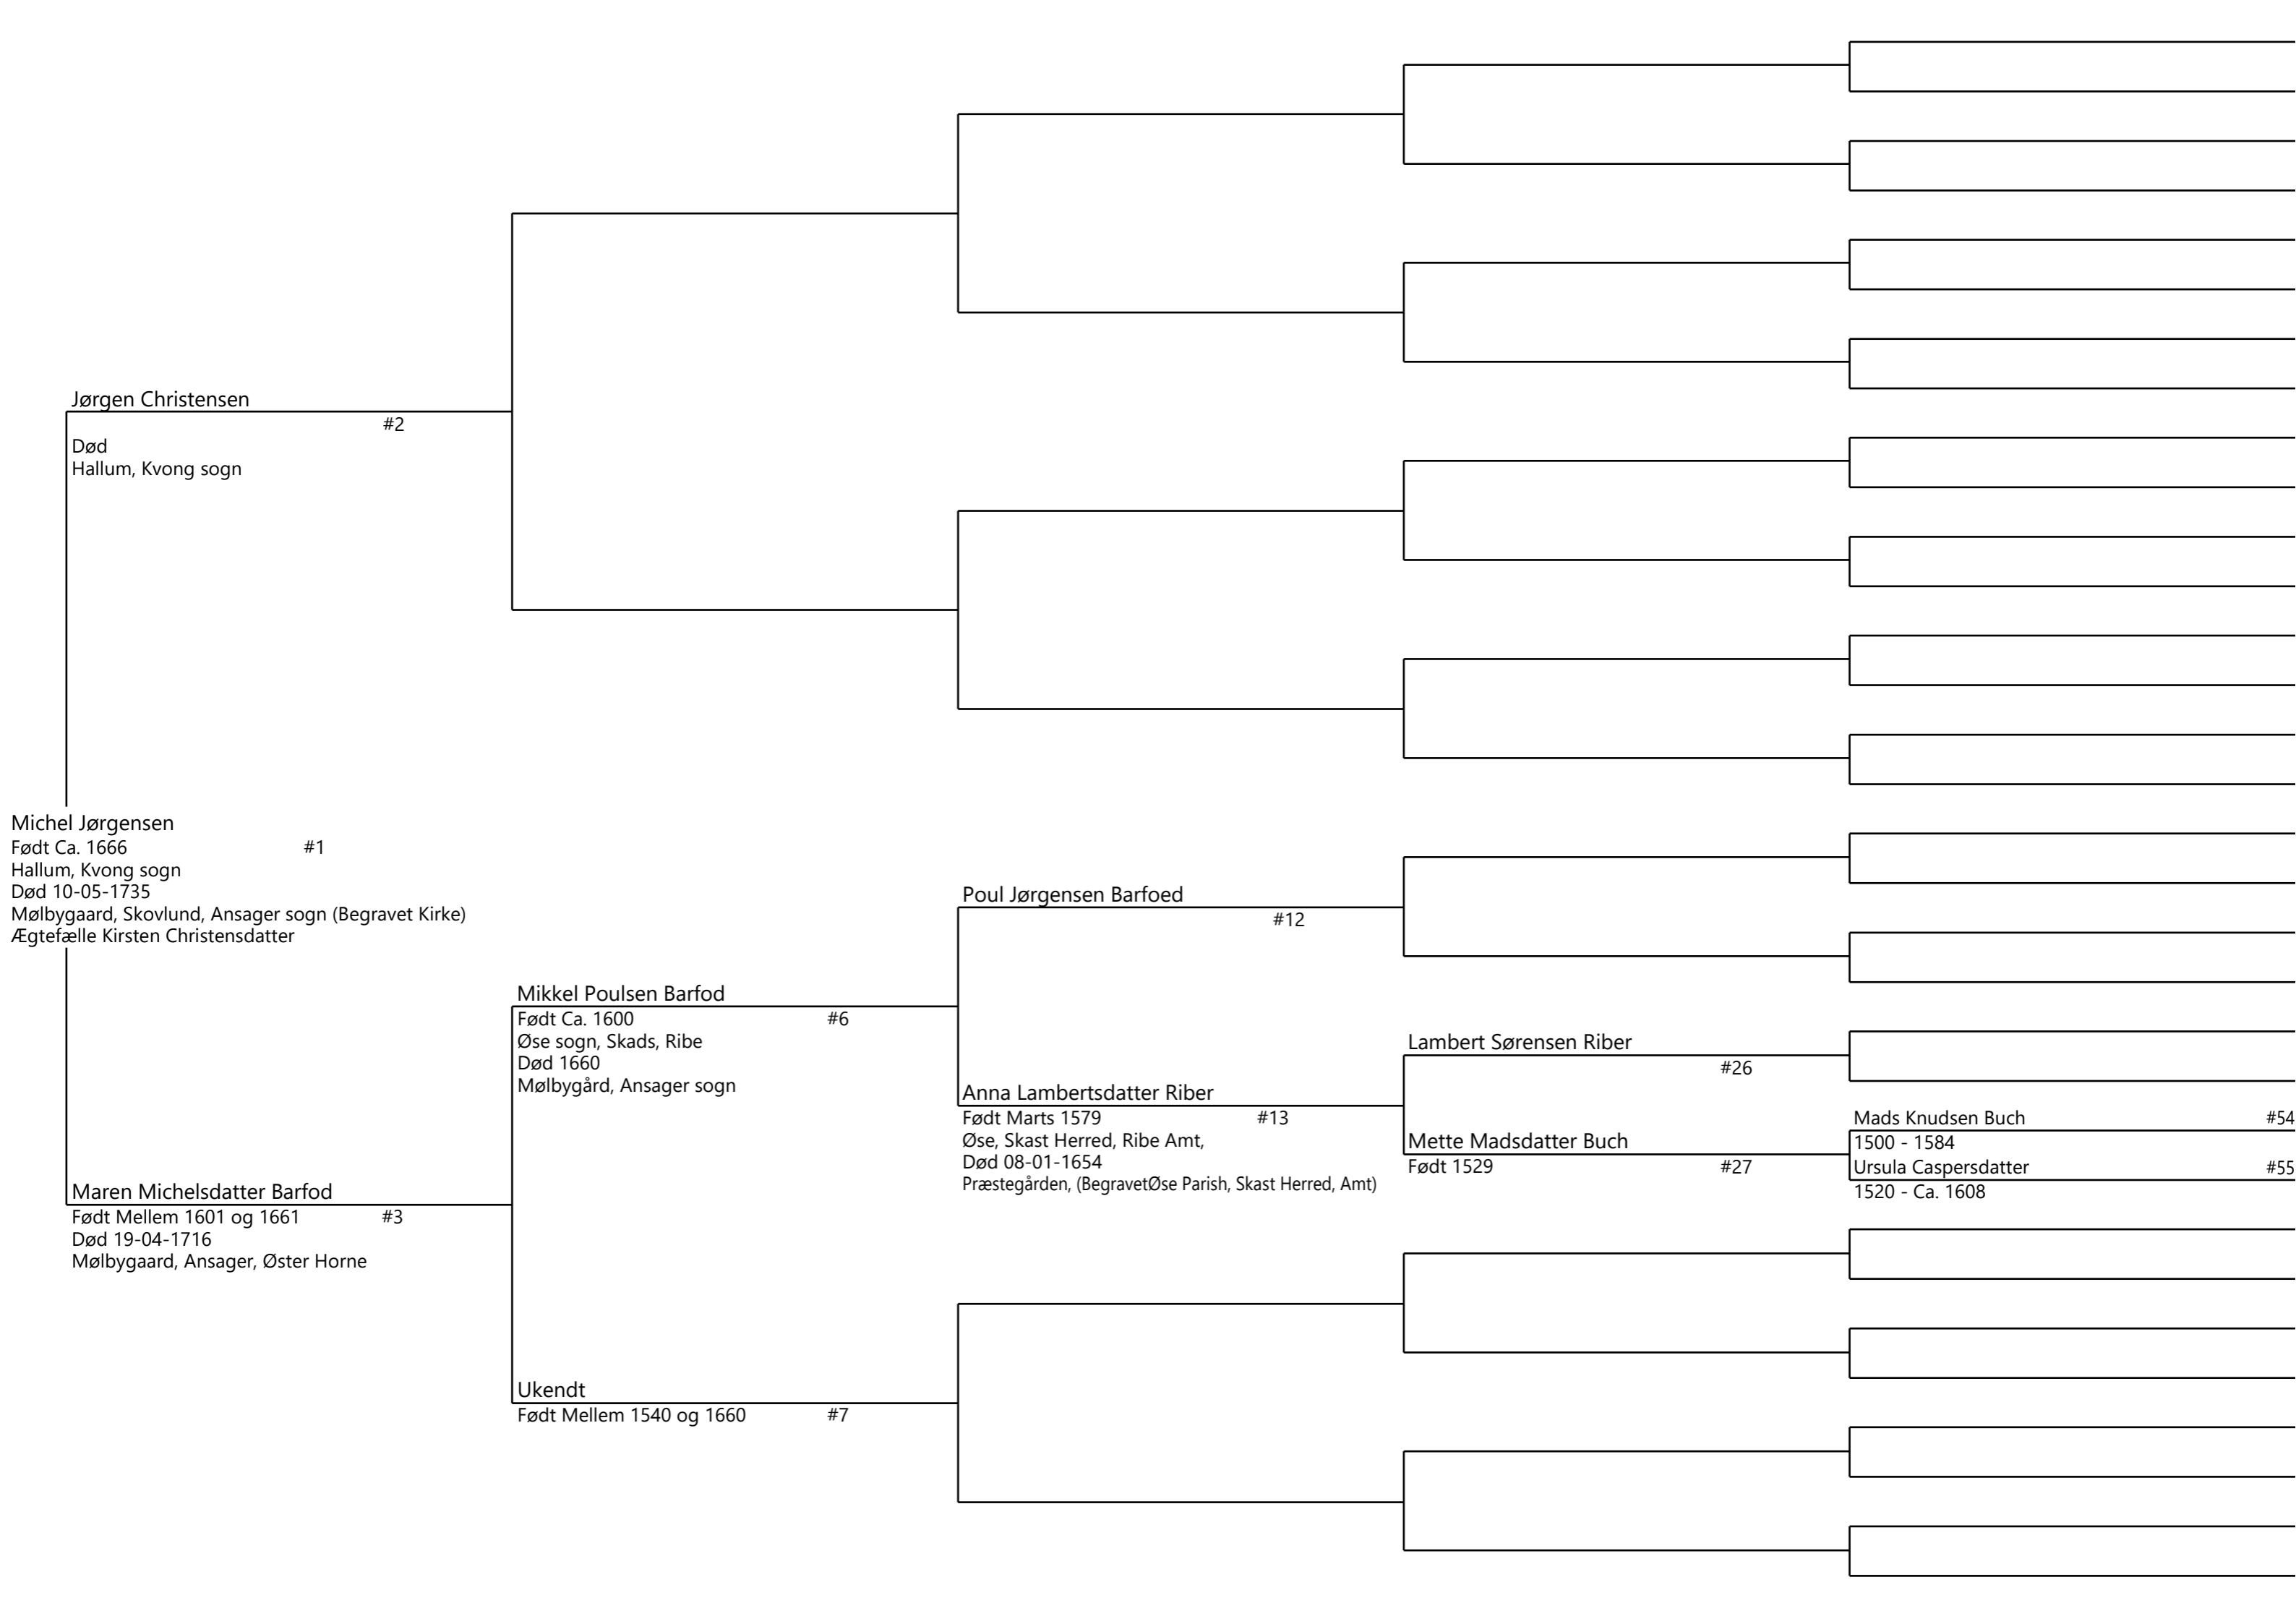 Jørgen Christensen
#2
Død
Hallum, Kvong sogn
Michel Jørgensen
Født Ca. 1666 #1
Hallum, Kvong sogn
Død 10-05-1735
Mølbygaard, Skovlund, Ansager sogn (Begravet Kirke)
Ægtefælle Kirsten Christensdatter
Maren Michelsdatter Barfod
Født Mellem 1601 og 1661 #3
Død 19-04-1716
Mølbygaard, Ansager, Øster Horne
Mikkel Poulsen Barfod
Født Ca. 1600 #6
Øse sogn, Skads, Ribe
Død 1660
Mølbygård, Ansager sogn
Ukendt
Født Mellem 1540 og 1660 #7
Poul Jørgensen Barfoed
#12
Anna Lambertsdatter Riber
Født Marts 1579 #13
Øse, Skast Herred, Ribe Amt,
Død 08-01-1654
Præstegården, (BegravetØse Parish, Skast Herred, Amt)
Lambert Sørensen Riber
#26
Mette Madsdatter Buch
Født 1529 #27
Mads Knudsen Buch #54
1500 - 1584
Ursula Caspersdatter #55
1520 - Ca. 1608